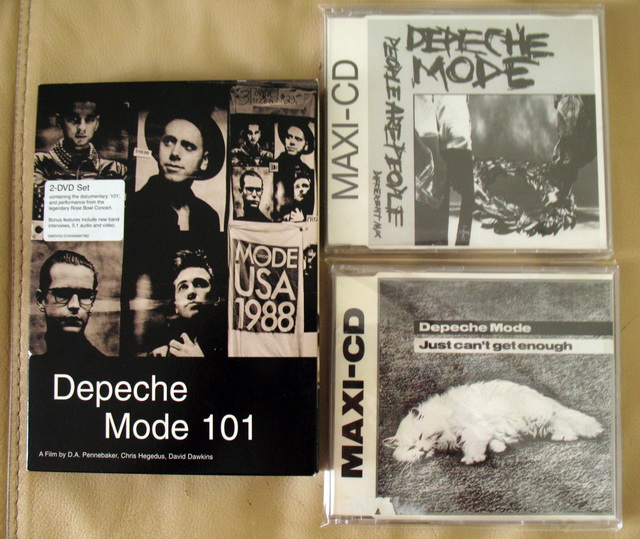 2-DVD Set
containing the documentary '101'
and performance from the
legendary Rose Bowl Concert.
Bonus features include new band
interviews, 5.1 audio and video.
MODE
USA
1988
Depeche
Mode 101
A Film by D.A. Pennebaker, Chris Hegedus, David Dawkins
MAXI-CD
DEPECHE
MODE
PEOPLE ARE PEOPLE
DIFFERENT MIX
MAXI-CD
Depeche Mode
Just can't get enough